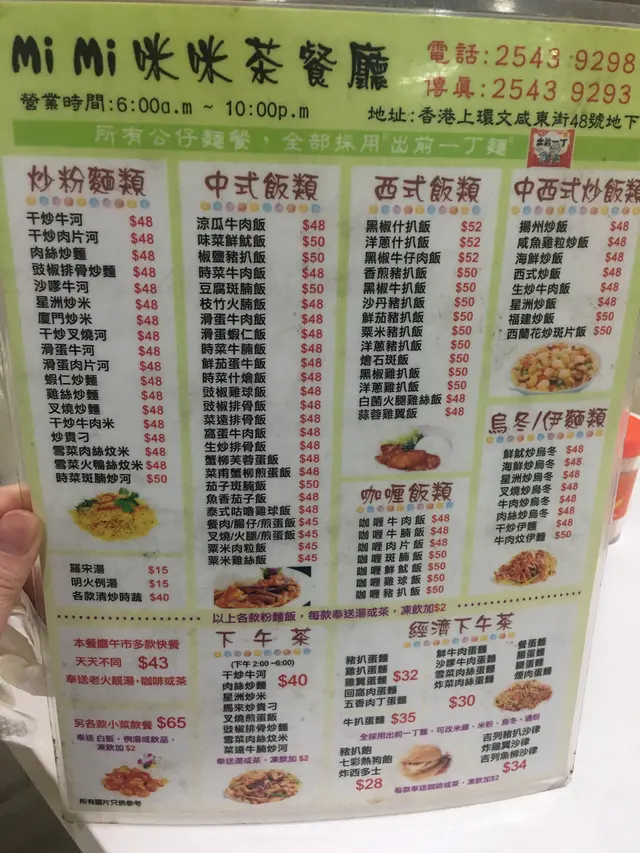 Mi Mi 咪咪茶餐廳
電話:2543 9298
傳真:2543 9293
營業時間:6:00a.m ~ 10:00p.m
地址:香港上環文咸東街48號地下
所有公仔麵餐,全部採用"出前一丁麵"
出前一丁
炒粉麵類
干炒牛河 $48
干炒肉片河 $48
肉絲炒麵 $48
豉椒排骨炒麵 $48
沙嗲牛河 $48
星洲炒米 $48
廈門炒米 $48
干炒叉燒河 $48
滑蛋牛河 $48
滑蛋肉片河 $48
蝦仁炒麵 $48
雞絲炒麵 $48
叉燒炒麵 $48
干炒牛肉米 $48
炒貴刁 $48
雪菜肉絲炆米 $48
雪菜火鴨絲炆米 $48
時菜斑腩炒河 $50
羅宋湯 $15
明火例湯 $15
各款清炒時蔬 $40
中式飯類
涼瓜牛肉飯 $48
味菜鮮魷飯 $50
椒鹽豬扒飯 $50
時菜牛肉飯 $48
豆腐斑腩飯 $50
枝竹火腩飯 $48
滑蛋牛肉飯 $48
滑蛋蝦仁飯 $48
時菜牛腩飯 $48
鮮茄蛋牛飯 $48
時菜什燴飯 $48
豉椒雞球飯 $48
豉椒排骨飯 $48
菜遠排骨飯 $48
窩蛋牛肉飯 $48
生炒排骨飯 $48
蟹柳芙蓉蛋飯 $48
菜甫蟹柳煎蛋飯 $48
茄子斑腩飯 $50
魚香茄子飯 $48
泰式咕嚕雞球飯 $48
餐肉/腸仔/煎蛋飯 $45
叉燒/火腿/煎蛋飯 $45
粟米肉粒飯 $45
粟米雞絲飯 $45
西式飯類
黑椒什扒飯 $52
洋蔥什扒飯 $52
黑椒牛仔肉飯 $52
香煎豬扒飯 $50
黑椒牛扒飯 $50
沙丹豬扒飯 $50
鮮茄豬扒飯 $50
粟米豬扒飯 $50
洋蔥豬扒飯 $50
燴石斑飯 $50
黑椒雞扒飯 $50
洋蔥雞扒飯 $50
白菌火腿雞絲飯 $50
蒜蓉雞翼飯 $48
咖喱飯類
咖喱牛肉飯 $48
咖喱牛腩飯 $48
咖喱肉片飯 $48
咖喱斑腩飯 $50
咖喱鮮魷飯 $50
咖喱雞球飯 $50
咖喱豬扒飯 $50
中西式炒飯類
揚州炒飯 $48
咸魚雞粒炒飯 $48
海鮮炒飯 $48
西式炒飯 $48
生炒牛肉飯 $48
星洲炒飯 $48
福建炒飯 $50
西蘭花炒斑片飯 $50
烏冬/伊麵類
鮮魷炒烏冬 $48
海鮮炒烏冬 $48
星洲炒烏冬 $48
叉燒炒烏冬 $48
牛肉炒烏冬 $48
肉絲炒烏冬 $48
干炒伊麵 $48
牛肉炆伊麵 $50
以上各款粉麵飯,每款奉送湯或茶,凍飲加$2
本餐廳午市多款快餐
天天不同 $43
奉送老火靚湯,咖啡或茶
另各款小菜飲餐 $65
奉送 白飯、例湯或飲品,
凍飲加$2
所有圖片只供參考
下午茶
(下午 2:00 ~6:00)
干炒牛河 $40
肉絲炒麵
星洲炒米
馬來炒貴刁
叉燒煎蛋飯
豉椒排骨炒麵
雪菜肉絲炆米
菜遠牛腩炒河
奉送湯或茶,凍飲加 $2
經濟下午茶
豬扒蛋麵
雞扒蛋麵
雞翼蛋麵 $32
回窩肉蛋麵
五香肉丁蛋麵
牛扒蛋麵 $35
鮮牛肉蛋麵
沙嗲牛肉蛋麵
雪菜肉絲蛋麵
炸菜肉絲蛋麵
$30
餐蛋麵
腸蛋麵
腿蛋麵
煙肉蛋麵
全部採用出前一丁麵,可改米線、米粉、烏冬、通粉
豬扒飽
七彩熱狗飽
炸西多士
$28
吉列豬扒沙律
炸雞翼沙律
吉列魚柳沙律
$34
每款奉送咖啡或茶,凍飲加$2